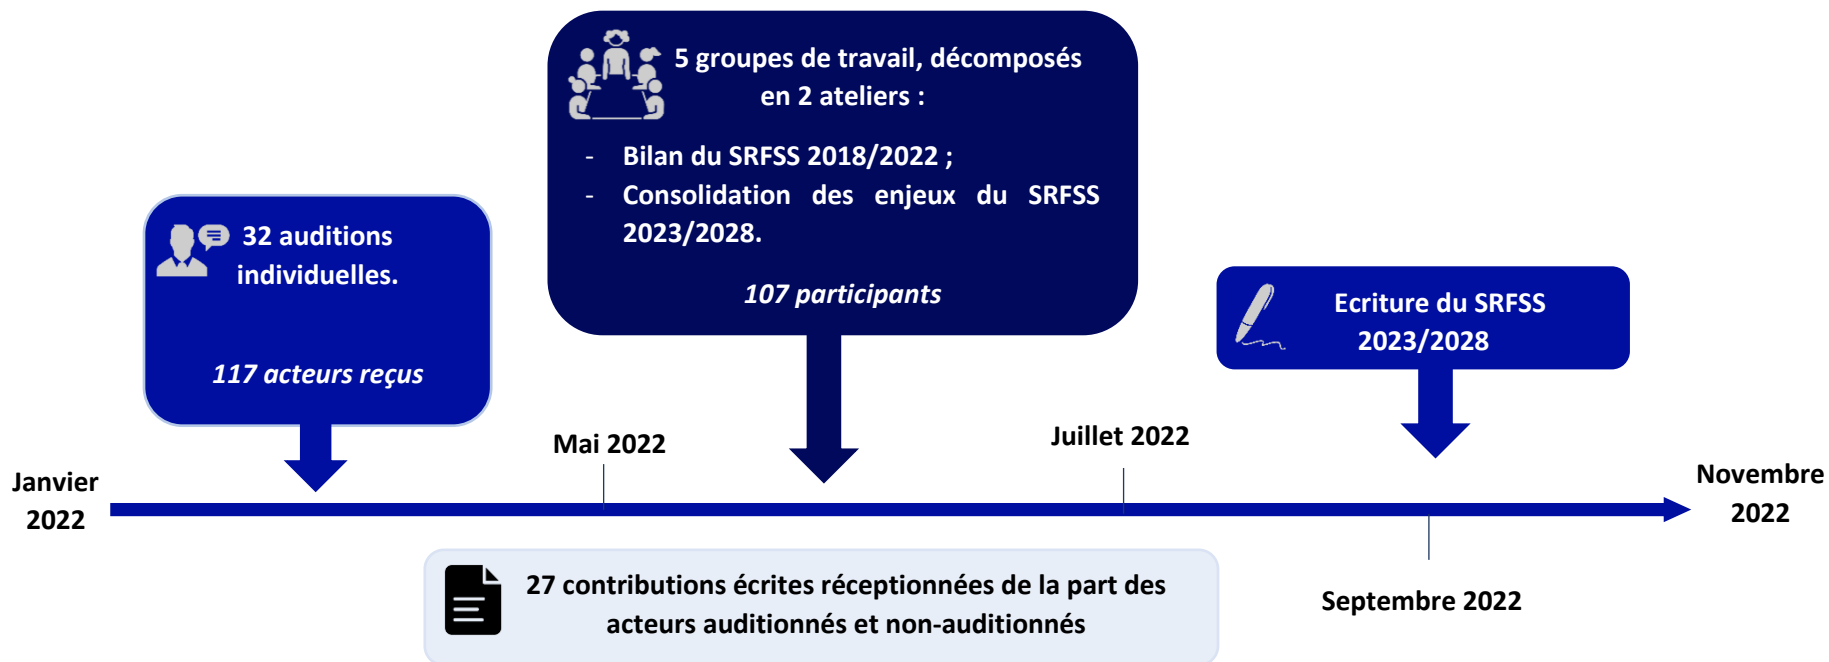 5 groupes de travail, décomposés
en 2 ateliers :
- Bilan du SRFSS 2018/2022 ;
- Consolidation des enjeux du SRFSS
2023/2028.
107 participants
32 auditions
individuelles.
117 acteurs reçus
Ecriture du SRFSS
2023/2028
Mai 2022
Juillet 2022
Janvier
2022
Novembre
2022
Septembre 2022
27 contributions écrites réceptionnées de la part des
acteurs auditionnés et non-auditionnés